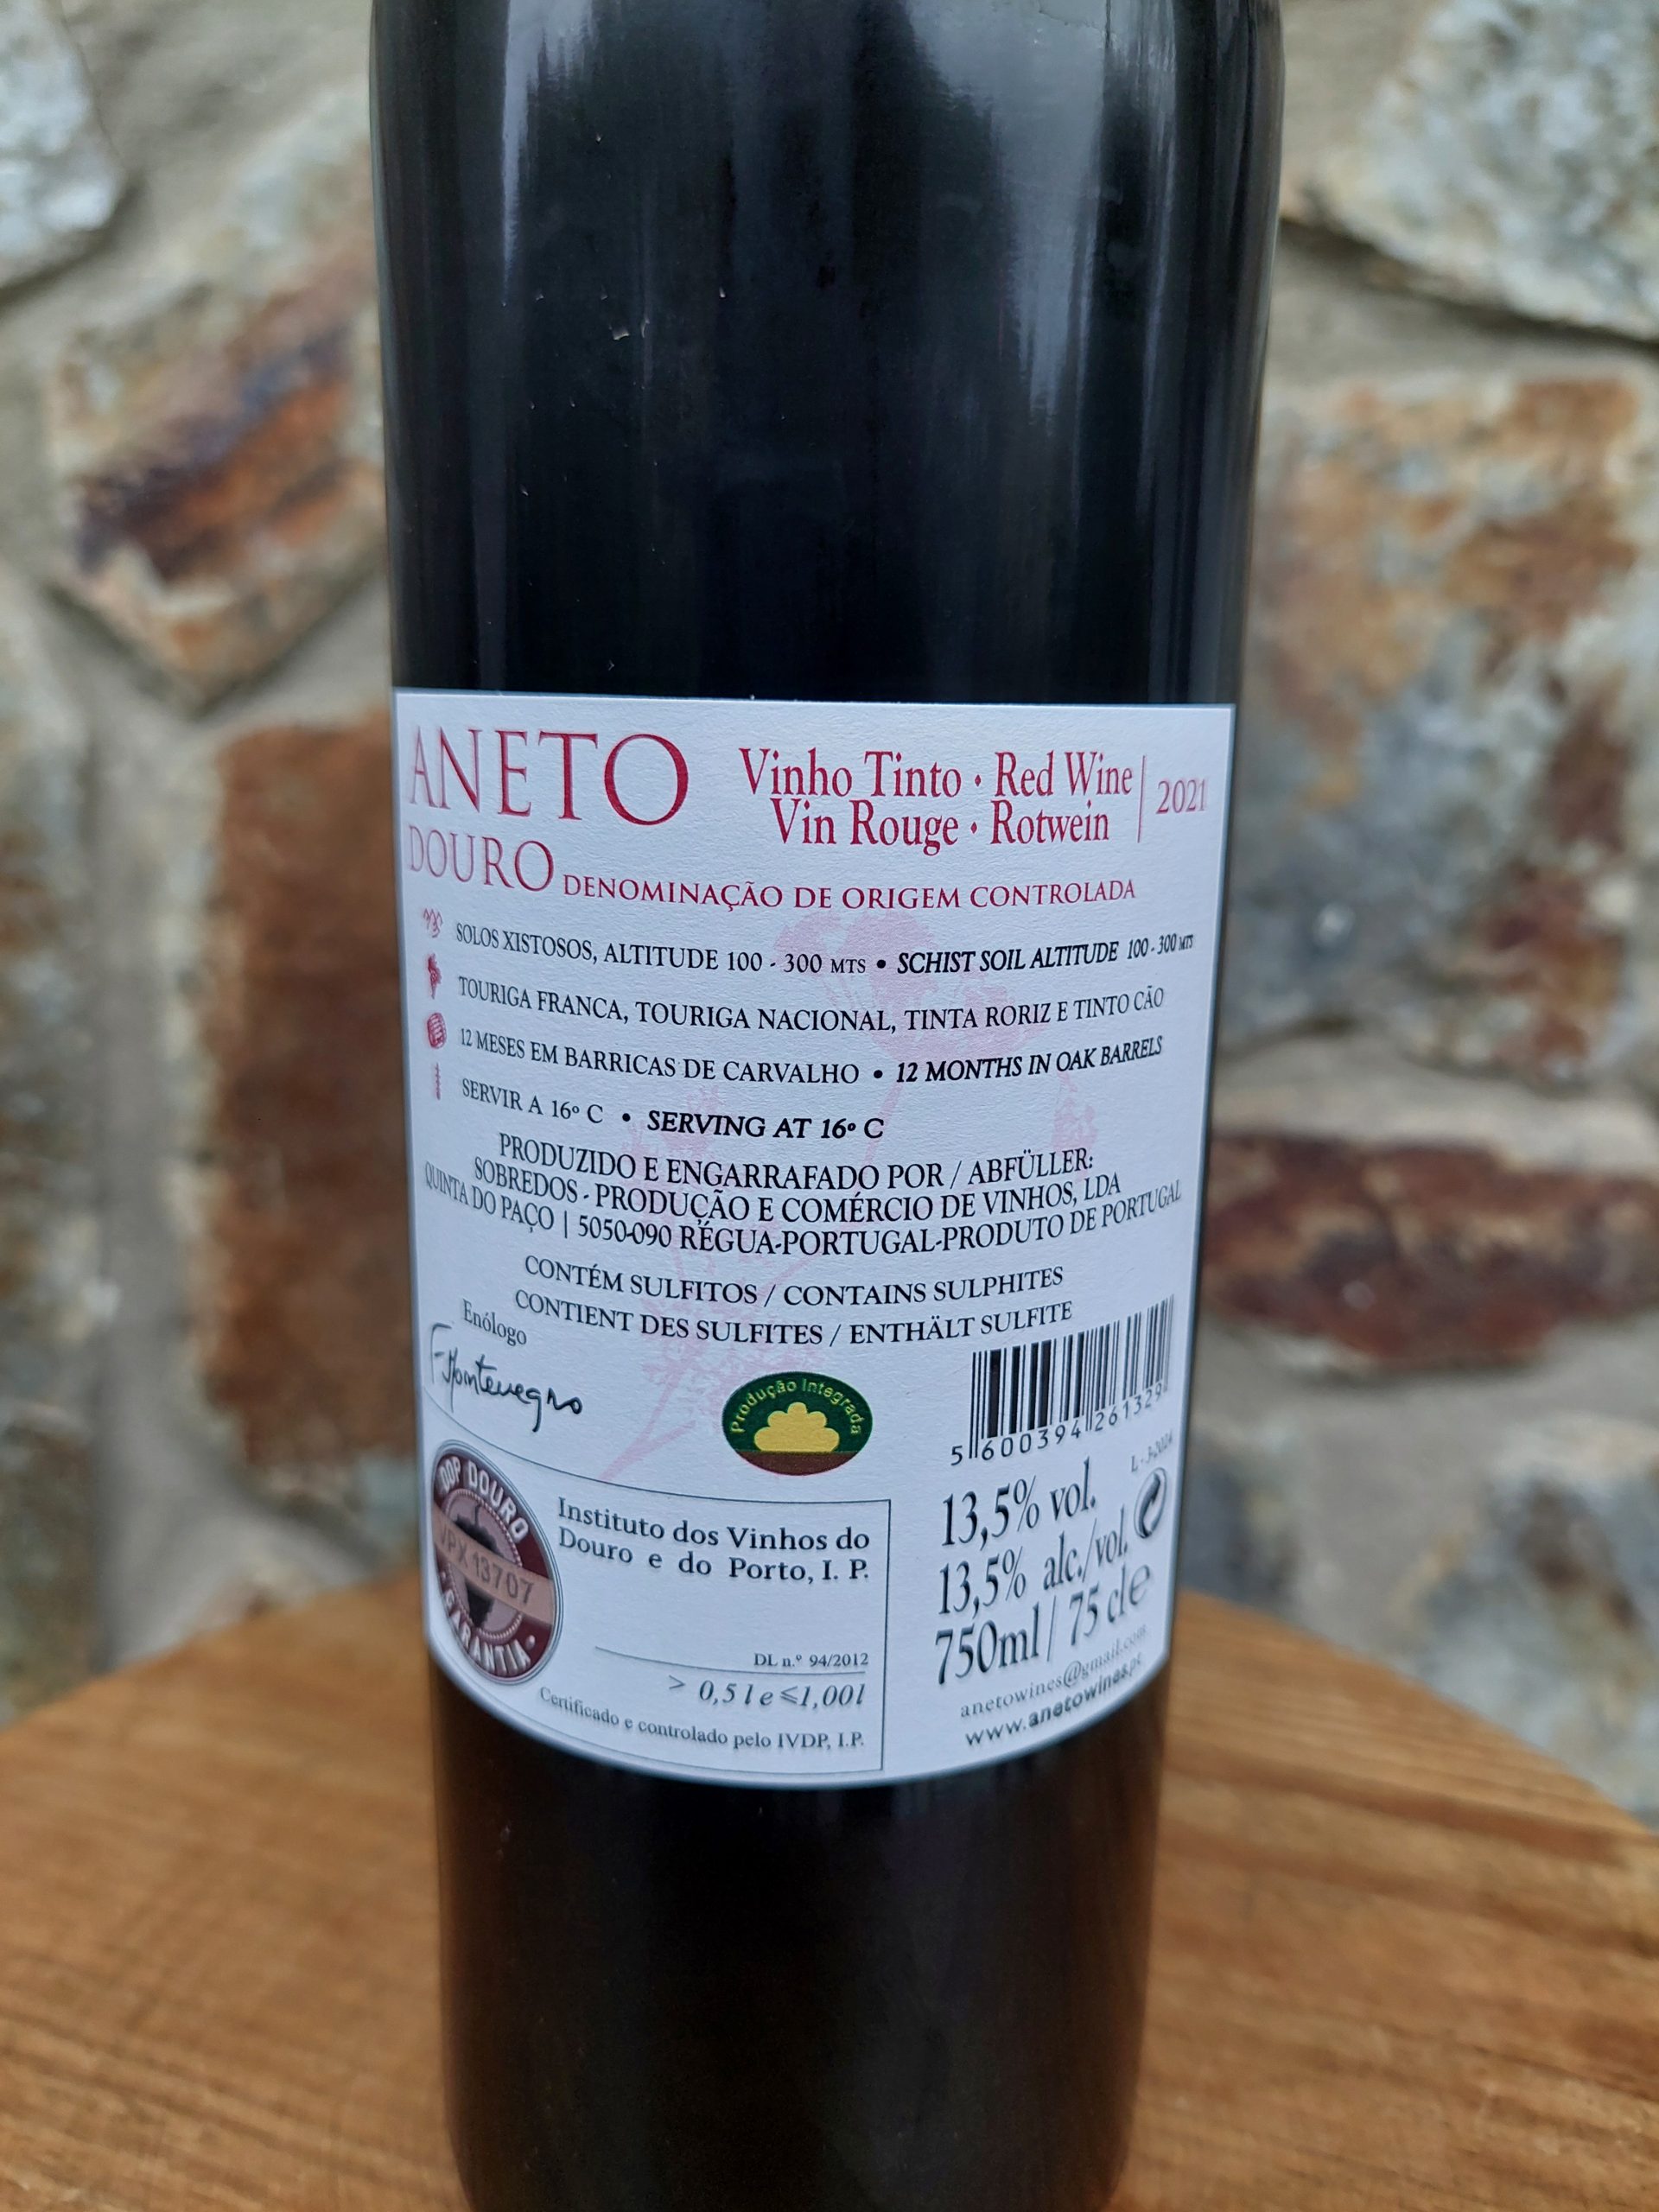 ANETO
Vinho Tinto · Red Wine
Vin Rouge · Rotwein
2021
DOURO DENOMINAÇÃO DE ORIGEM CONTROLADA
SOLOS XISTOSOS, ALTITUDE 100 - 300 MTS • SCHIST SOIL ALTITUDE 100 - 300 MTS
TOURIGA FRANCA, TOURIGA NACIONAL, TINTA RORIZ E TINTO CÃO
12 MESES EM BARRICAS DE CARVALHO • 12 MONTHS IN OAK BARRELS
SERVIR A 16º C • SERVING AT 16º C
PRODUZIDO E ENGARRAFADO POR / ABFÜLLER:
SOBREDOS - PRODUÇÃO E COMÉRCIO DE VINHOS, LDA
QUINTA DO PAÇO | 5050-090 RÉGUA-PORTUGAL-PRODUTO DE PORTUGAL
CONTÉM SULFITOS / CONTAINS SULPHITES
CONTIENT DES SULFITES / ENTHÄLT SULFITE
Enólogo
F. Montenegro
Produção Integrada
5 600394 261329
L-3-2024
DOP DOURO
VPX 13707
GARANTIA
Instituto dos Vinhos do
Douro e do Porto, I. P.
DL n.º 94/2012
> 0,5 l e ≤ 1,00 l
Certificado e controlado pelo IVDP, I.P.
13,5% vol.
13,5% alc./vol.
750ml / 75 cl e
anetowines@gmail.com
www.anetowines.pt